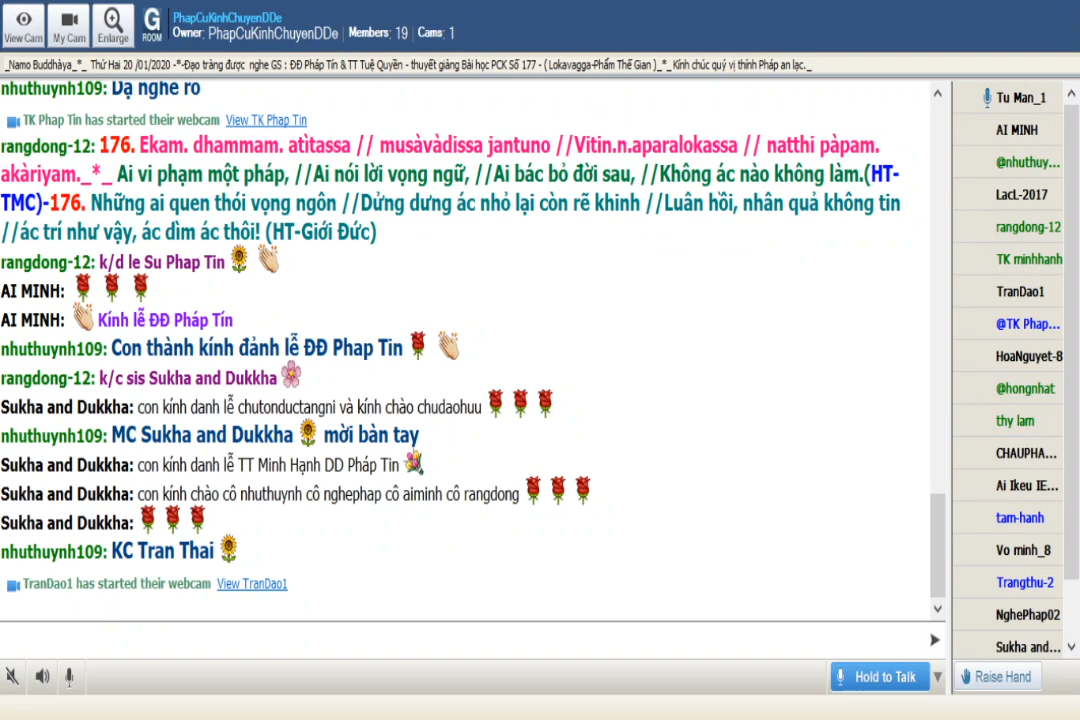 PhapCuKinhChuyenDDe
G Owner: PhapCuKinhChuyenDDe Members: 19 Cams: 1
View Cam My Cam Enlarge ROOM
_Namo Buddhàya_*_ Thứ Hai 20 /01/2020 -*-Đạo tràng được nghe GS : ĐĐ Pháp Tín & TT Tuệ Quyền - thuyết giảng Bài học PCK Số 177 - ( Lokavagga-Phẩm Thế Gian )_*_Kính chúc quý vị thính Pháp an lạc._
nhuthuynh109: Dạ nghe rõ
TK Phap Tin has started their webcam View TK Phap Tin
rangdong-12: 176. Ekam. dhammam. atìtassa // musàvàdissa jantuno //Vitin.n.aparalokassa // natthi pàpam.
akàriyam._*_ Ai vi phạm một pháp, //Ai nói lời vọng ngữ, //Ai bác bỏ đời sau, //Không ác nào không làm.(HT-
TMC)-176. Những ai quen thói vọng ngôn //Dửng dưng ác nhỏ lại còn rẽ khinh //Luân hồi, nhân quả không tin
//ác trí như vậy, ác dìm ác thôi! (HT-Giới Đức)
rangdong-12: k/d le Su Phap Tin
AI MINH:
AI MINH: Kính lễ ĐĐ Pháp Tín
nhuthuynh109: Con thành kính đảnh lễ ĐĐ Phap Tin
rangdong-12: k/c sis Sukha and Dukkha
Sukha and Dukkha: con kính danh lễ chutonductangni và kính chào chudaohuu
nhuthuynh109: MC Sukha and Dukkha mời bàn tay
Sukha and Dukkha: con kính danh lễ TT Minh Hạnh DD Pháp Tin
Sukha and Dukkha: con kính chào cô nhuthuynh cô nghephap cô aiminh cô rangdong
Sukha and Dukkha:
nhuthuynh109: KC Tran Thai
TranDao1 has started their webcam View TranDao1
Hold to Talk
Tu Man_1
AI MINH
@nhuthuy...
LacL-2017
rangdong-12
TK minhhanh
TranDao1
@TK Phap...
HoaNguyet-8
@hongnhat
thy lam
CHAUPHA...
Ai Ikeu IE...
tam-hanh
Vo minh_8
Trangthu-2
NghePhap02
Sukha and...
Raise Hand